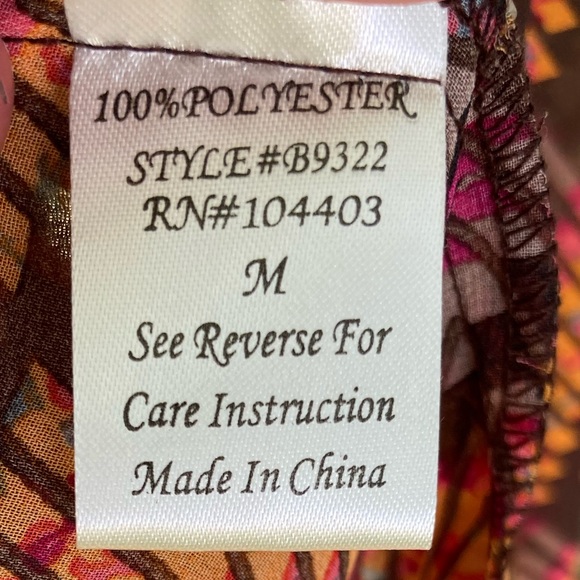 100%POLYESTER
STYLE#B9322
RN#104403
M
See Reverse For
Care Instruction
Made In China